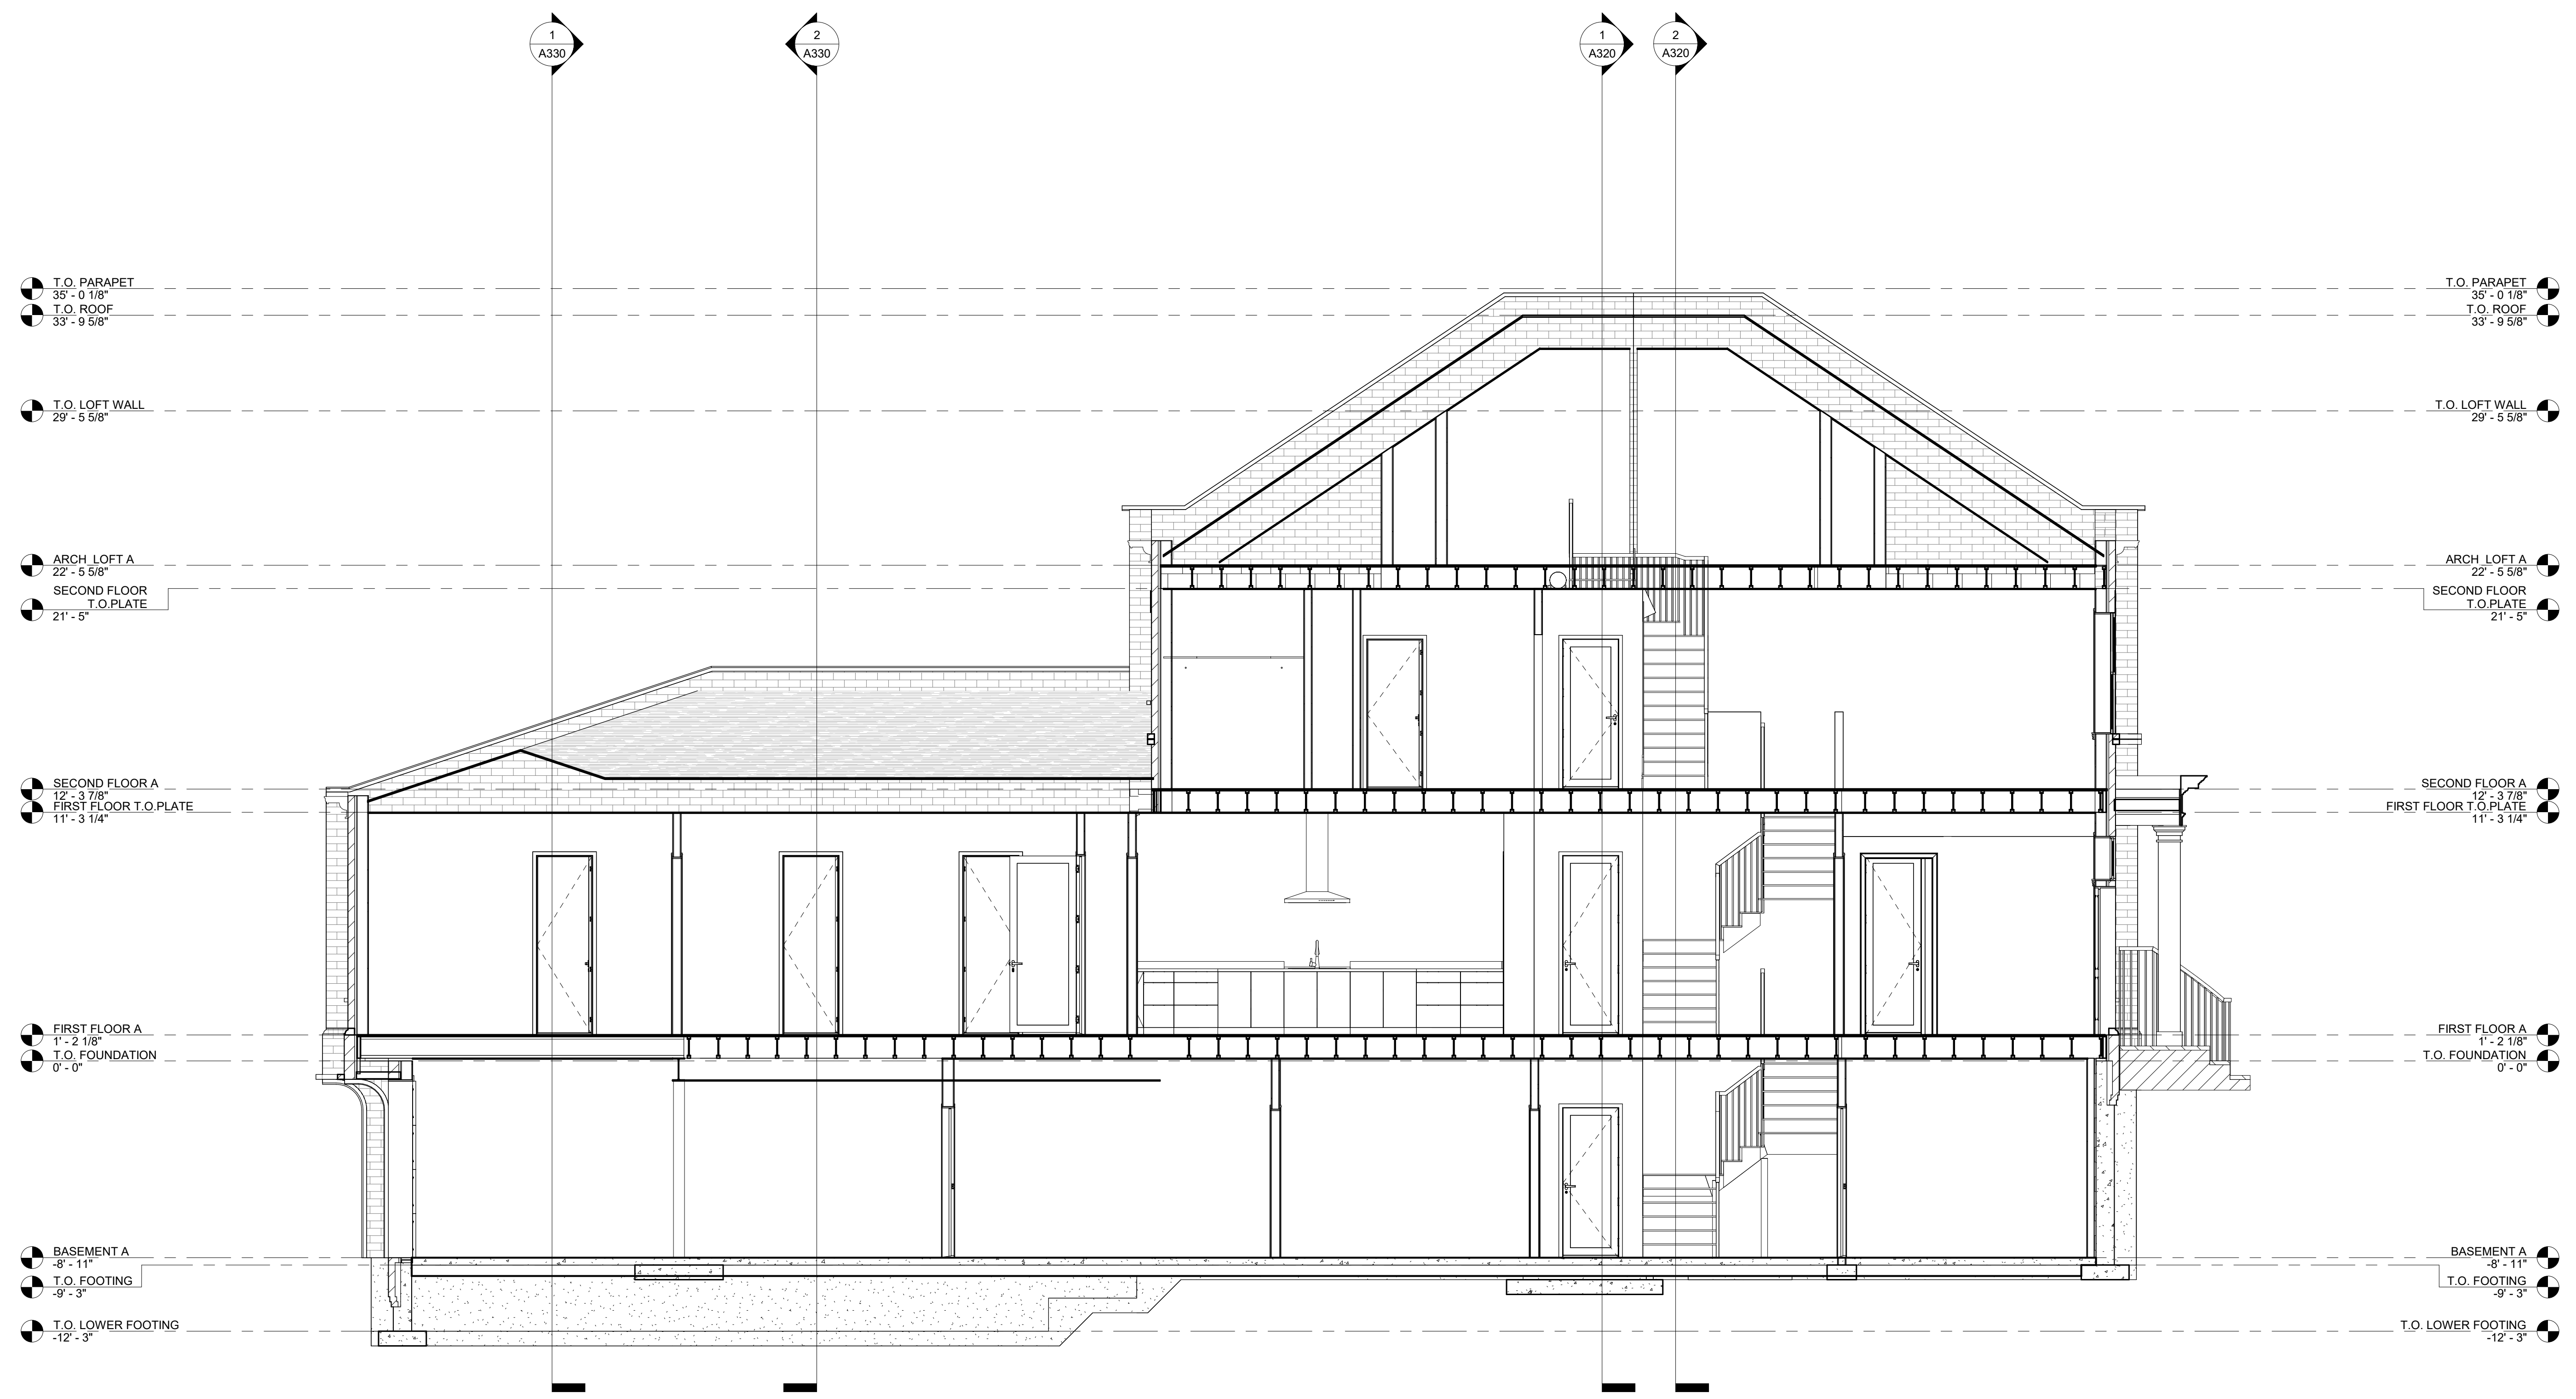 1
A330
2
A330
1
A320
2
A320
T.O. PARAPET
35' - 0 1/8"
T.O. ROOF
33' - 9 5/8"
T.O. LOFT WALL
29' - 5 5/8"
ARCH LOFT A
22' - 5 5/8"
SECOND FLOOR
T.O.PLATE
21' - 5"
SECOND FLOOR A
12' - 3 7/8"
FIRST FLOOR T.O.PLATE
11' - 3 1/4"
FIRST FLOOR A
1' - 2 1/8"
T.O. FOUNDATION
0' - 0"
BASEMENT A
-8' - 11"
T.O. FOOTING
-9' - 3"
T.O. LOWER FOOTING
-12' - 3"
T.O. PARAPET
35' - 0 1/8"
T.O. ROOF
33' - 9 5/8"
T.O. LOFT WALL
29' - 5 5/8"
ARCH LOFT A
22' - 5 5/8"
SECOND FLOOR
T.O.PLATE
21' - 5"
SECOND FLOOR A
12' - 3 7/8"
FIRST FLOOR T.O.PLATE
11' - 3 1/4"
FIRST FLOOR A
1' - 2 1/8"
T.O. FOUNDATION
0' - 0"
BASEMENT A
-8' - 11"
T.O. FOOTING
-9' - 3"
T.O. LOWER FOOTING
-12' - 3"